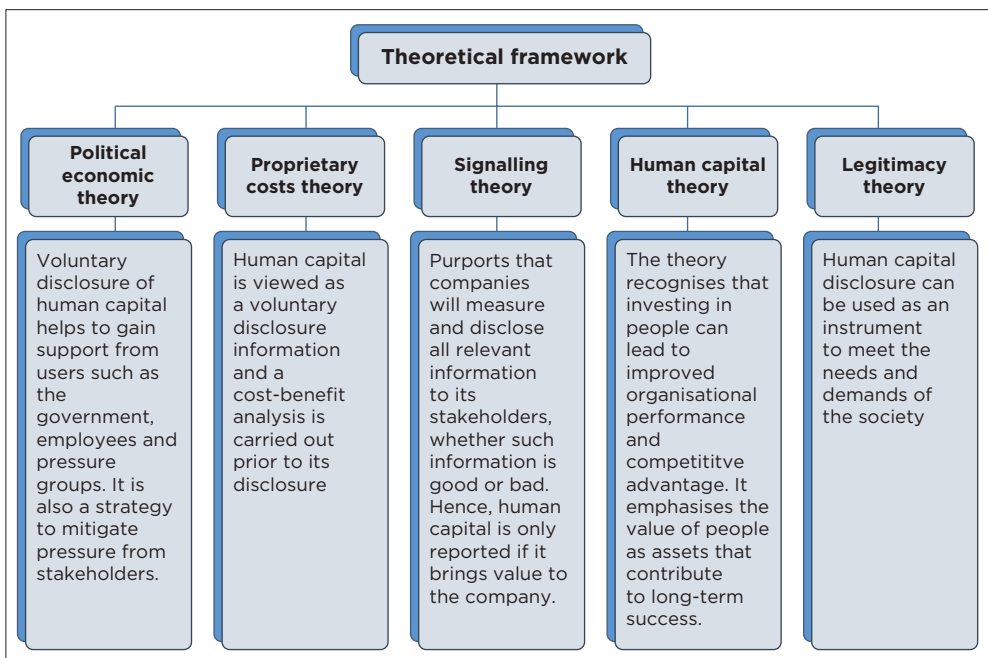 Theoretical framework
Political
economic
theory
Proprietary
costs theory
Signalling
theory
Human capital
theory
Legitimacy
theory
Voluntary
disclosure of
human capital
helps to gain
support from
users such as
the
government,
employees and
pressure
groups. It is
also a strategy
to mitigate
pressure from
stakeholders.
Human capital
is viewed as
a voluntary
disclosure
information
and a
cost-benefit
analysis is
carried out
prior to its
disclosure
Purports that
companies
will measure
and disclose
all relevant
information
to its
stakeholders,
whether such
information is
good or bad.
Hence, human
capital is only
reported if it
brings value to
the company.
The theory
recognises that
investing in
people can
lead to
improved
organisational
performance
and
competititve
advantage. It
emphasises the
value of people
as assets that
contribute
to long-term
success.
Human capital
disclosure can
be used as an
instrument
to meet the
needs and
demands of
the society